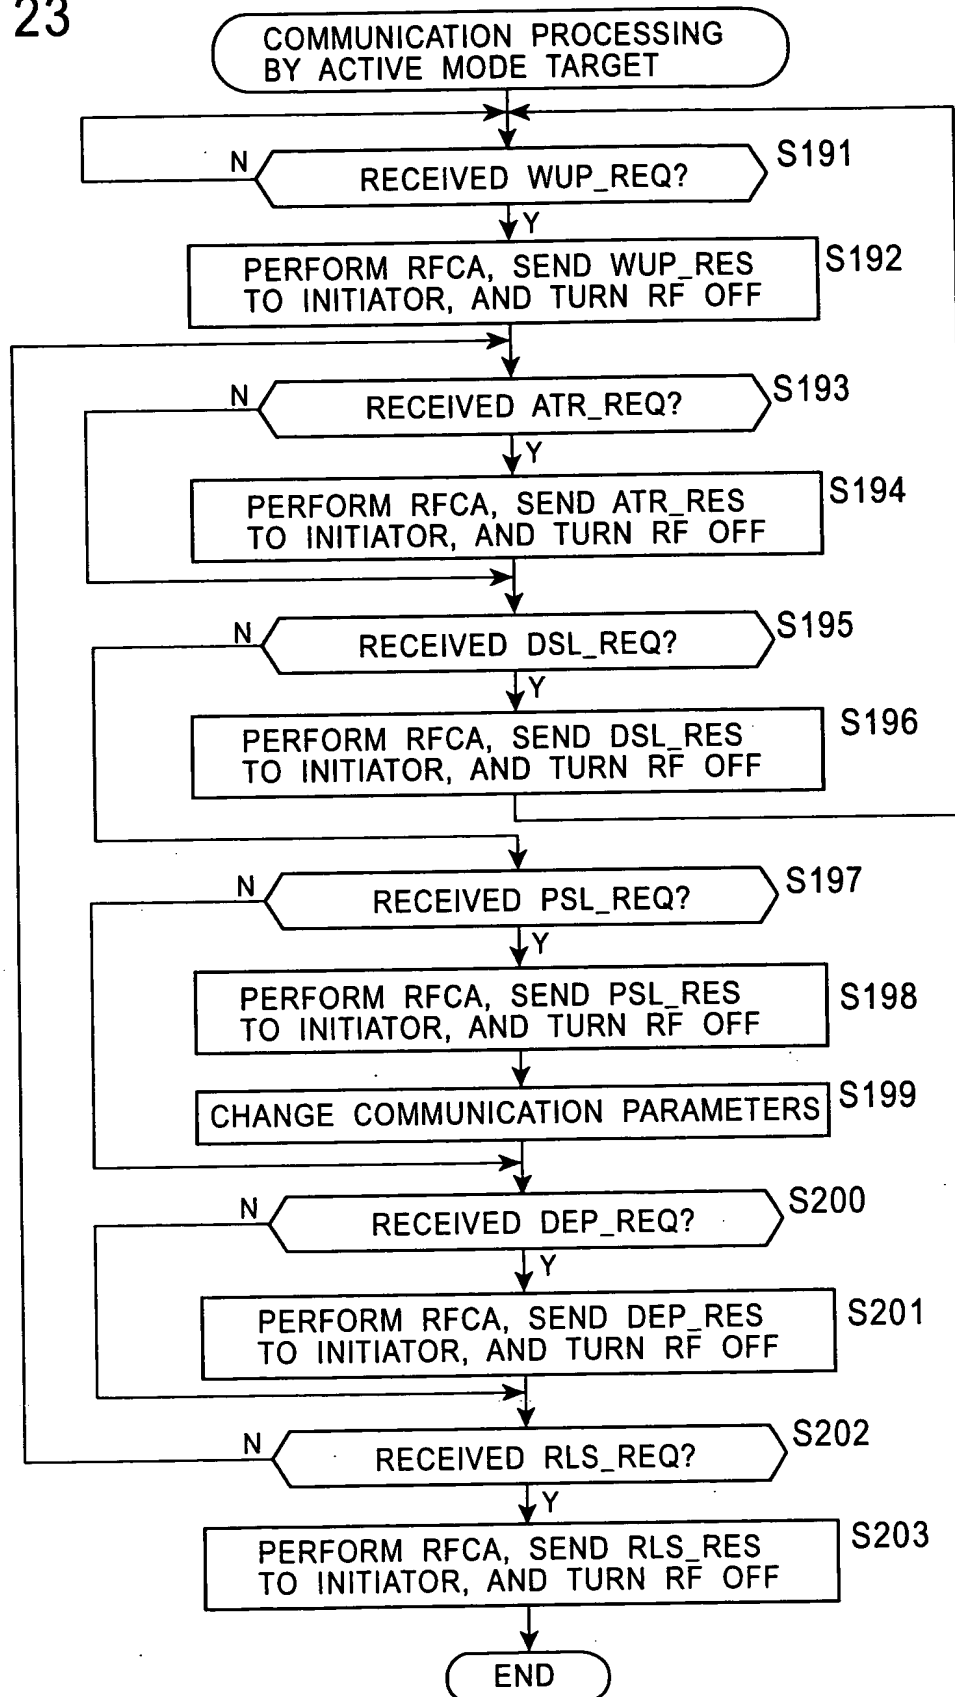 23
COMMUNICATION PROCESSING
BY ACTIVE MODE TARGET
N
RECEIVED WUP_REQ?
S191
Y
PERFORM RFCA, SEND WUP_RES
TO INITIATOR, AND TURN RF OFF
S192
N
RECEIVED ATR_REQ?
S193
Y
PERFORM RFCA, SEND ATR_RES
TO INITIATOR, AND TURN RF OFF
S194
N
RECEIVED DSL_REQ?
S195
Y
PERFORM RFCA, SEND DSL_RES
TO INITIATOR, AND TURN RF OFF
S196
N
RECEIVED PSL_REQ?
S197
Y
PERFORM RFCA, SEND PSL_RES
TO INITIATOR, AND TURN RF OFF
S198
CHANGE COMMUNICATION PARAMETERS
S199
N
RECEIVED DEP_REQ?
S200
Y
PERFORM RFCA, SEND DEP_RES
TO INITIATOR, AND TURN RF OFF
S201
N
RECEIVED RLS_REQ?
S202
Y
PERFORM RFCA, SEND RLS_RES
TO INITIATOR, AND TURN RF OFF
S203
END